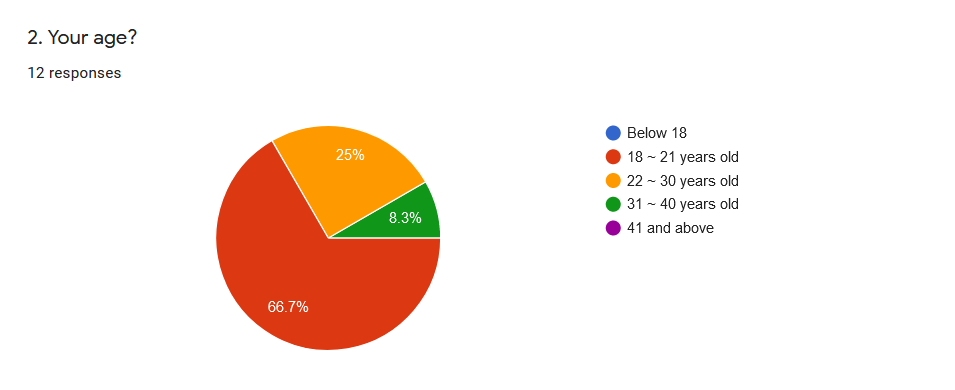 2. Your age?
12 responses
25%
8.3%
66.7%
Below 18
18 ~ 21 years old
22 ~ 30 years old
31 ~ 40 years old
41 and above